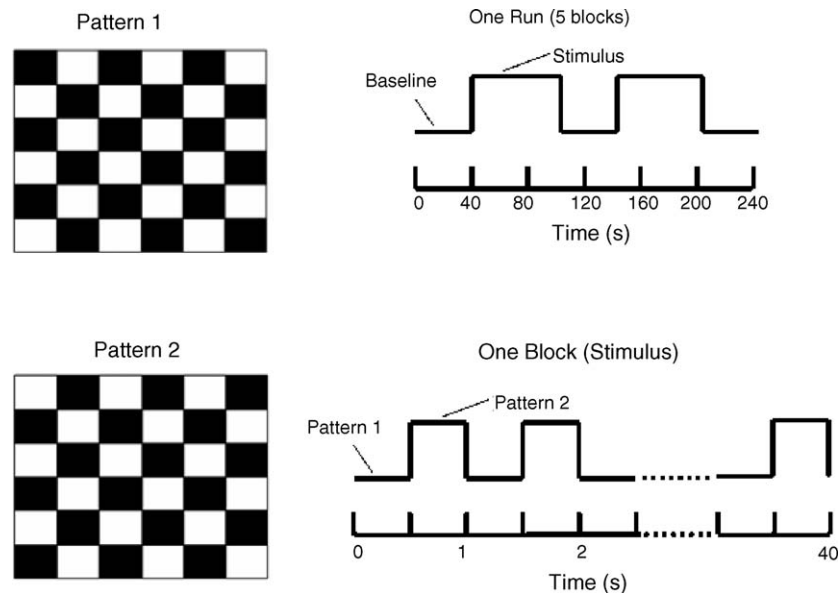 Pattern 1
One Run (5 blocks)
Stimulus
Baseline
0 40 80 120 160 200 240
Time (s)
Pattern 2
One Block (Stimulus)
Pattern 2
Pattern 1
0 1 2 40
Time (s)